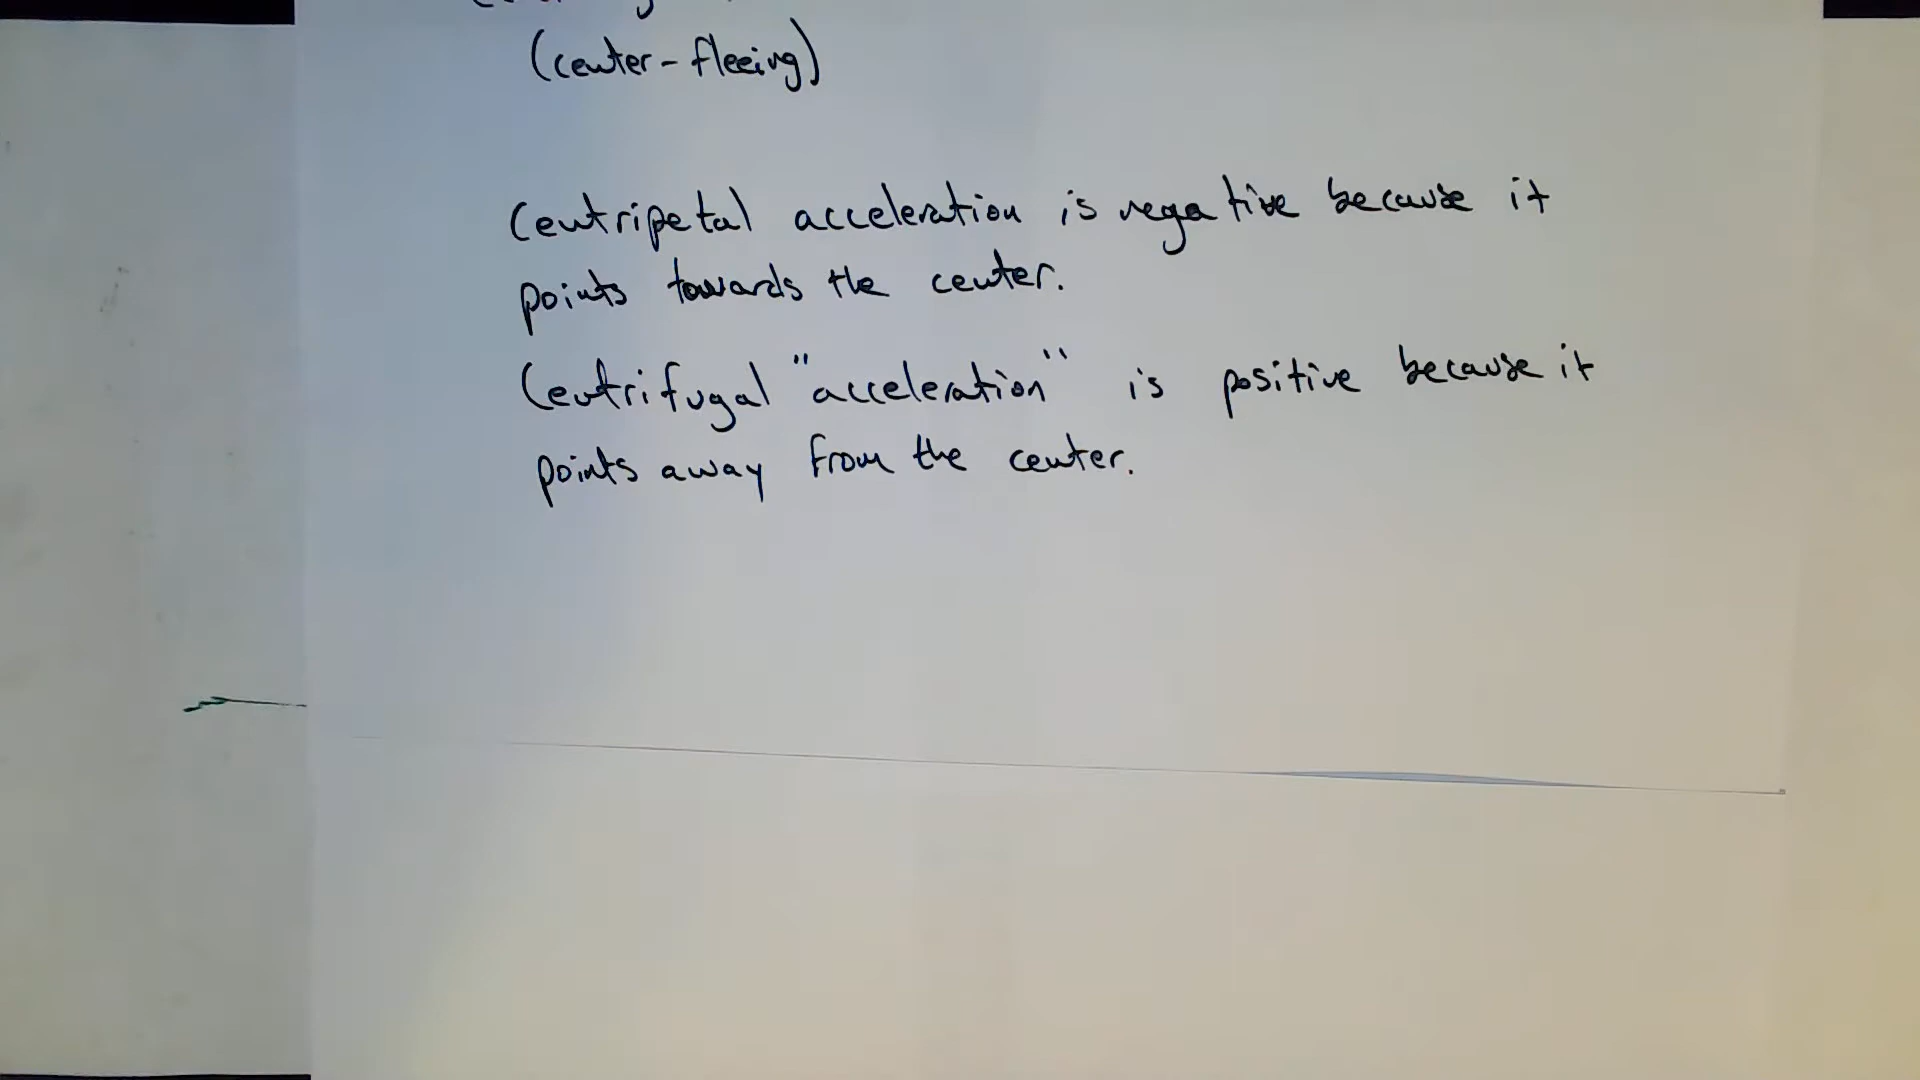 (center-fleeing)
Centripetal acceleration is negative because it
points towards the center.
Centrifugal "acceleration" is positive because it
points away from the center.